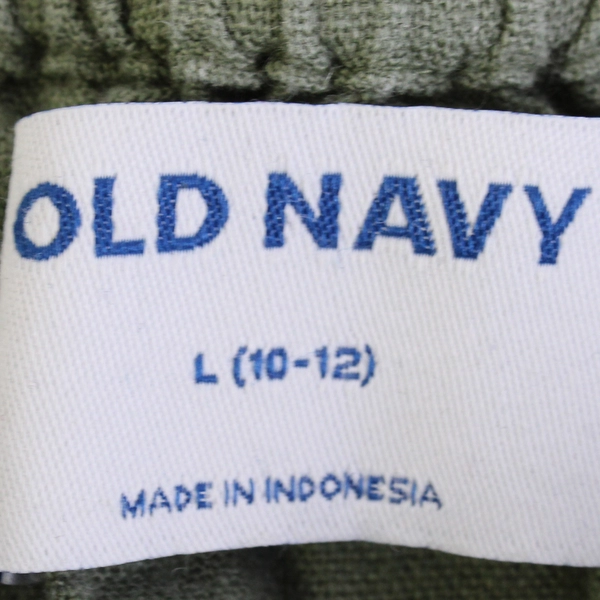 OLD NAVY
L (10-12)
MADE IN INDONESIA